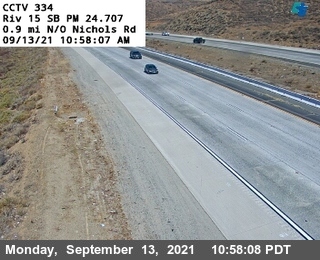 CCTV 334
Riv 15 SB PM 24.707
0.9 mi N/O Nichols Rd
09/13/21 10:58:07 AM
Monday, September 13, 2021 10:58:08 PDT